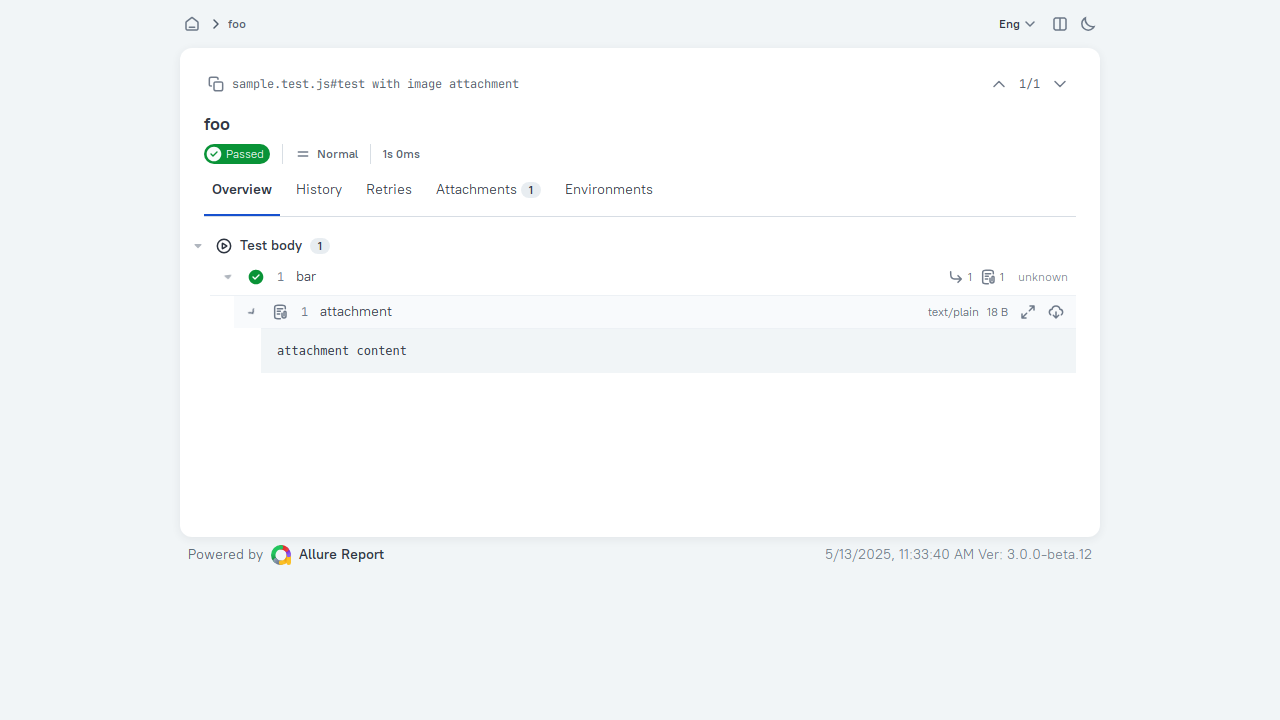 foo Eng
sample.test.js#test with image attachment 1/1
foo
Passed Normal 1s 0ms
Overview History Retries Attachments 1 Environments
Test body 1
1 bar 1 1 unknown
1 attachment text/plain 18 B
attachment content
Powered by Allure Report 5/13/2025, 11:33:40 AM Ver: 3.0.0-beta.12